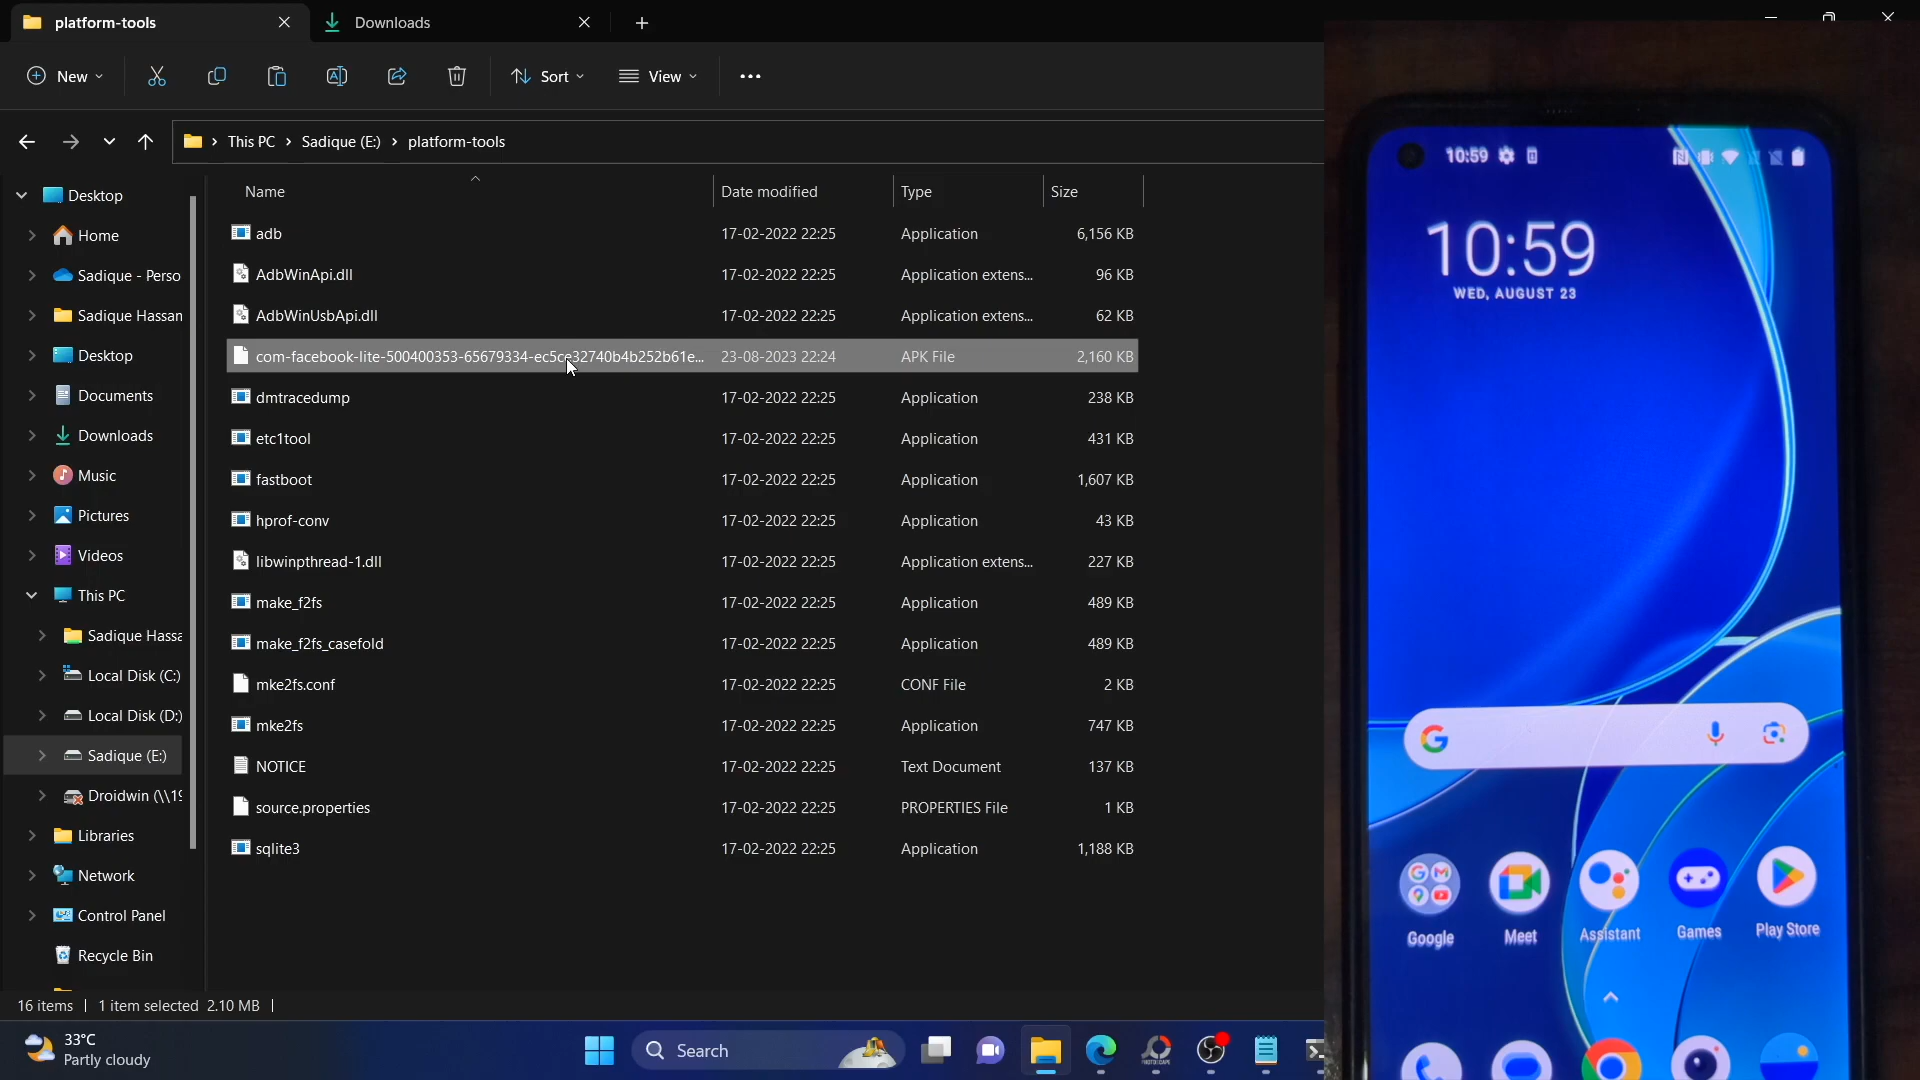 platform-tools
Downloads
New
Sort
View
This PC
Sadique (E:)
platform-tools
Name
Date modified
Type
Size
Desktop
Home
Sadique - Perso
Sadique Hassan
Desktop
Documents
Downloads
Music
Pictures
Videos
This PC
Sadique Hassa
Local Disk (C:)
Local Disk (D:)
Sadique (E:)
Droidwin (\\19
Libraries
Network
Control Panel
Recycle Bin
adb 17-02-2022 22:25 Application 6,156 KB
AdbWinApi.dll 17-02-2022 22:25 Application extens... 96 KB
AdbWinUsbApi.dll 17-02-2022 22:25 Application extens... 62 KB
com-facebook-lite-500400353-65679334-ec5ce32740b4b252b61e... 23-08-2023 22:24 APK File 2,160 KB
dmtracedump 17-02-2022 22:25 Application 238 KB
etc1tool 17-02-2022 22:25 Application 431 KB
fastboot 17-02-2022 22:25 Application 1,607 KB
hprof-conv 17-02-2022 22:25 Application 43 KB
libwinpthread-1.dll 17-02-2022 22:25 Application extens... 227 KB
make_f2fs 17-02-2022 22:25 Application 489 KB
make_f2fs_casefold 17-02-2022 22:25 Application 489 KB
mke2fs.conf 17-02-2022 22:25 CONF File 2 KB
mke2fs 17-02-2022 22:25 Application 747 KB
NOTICE 17-02-2022 22:25 Text Document 137 KB
source.properties 17-02-2022 22:25 PROPERTIES File 1 KB
sqlite3 17-02-2022 22:25 Application 1,188 KB
16 items
1 item selected 2.10 MB
33°C
Partly cloudy
Search
10:59
10:59
WED, AUGUST 23
Google
Meet
Assistant
Games
Play Store